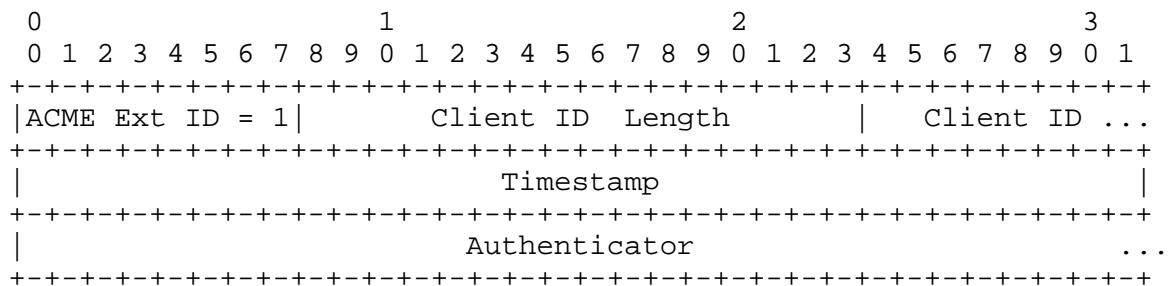 0                   1                   2                   3
 0 1 2 3 4 5 6 7 8 9 0 1 2 3 4 5 6 7 8 9 0 1 2 3 4 5 6 7 8 9 0 1
+-+-+-+-+-+-+-+-+-+-+-+-+-+-+-+-+-+-+-+-+-+-+-+-+-+-+-+-+-+-+-+-+
|ACME Ext ID = 1|       Client ID  Length       |   Client ID ...
+-+-+-+-+-+-+-+-+-+-+-+-+-+-+-+-+-+-+-+-+-+-+-+-+-+-+-+-+-+-+-+-+
|                           Timestamp                           |
+-+-+-+-+-+-+-+-+-+-+-+-+-+-+-+-+-+-+-+-+-+-+-+-+-+-+-+-+-+-+-+-+
|                         Authenticator                        ...
+-+-+-+-+-+-+-+-+-+-+-+-+-+-+-+-+-+-+-+-+-+-+-+-+-+-+-+-+-+-+-+-+